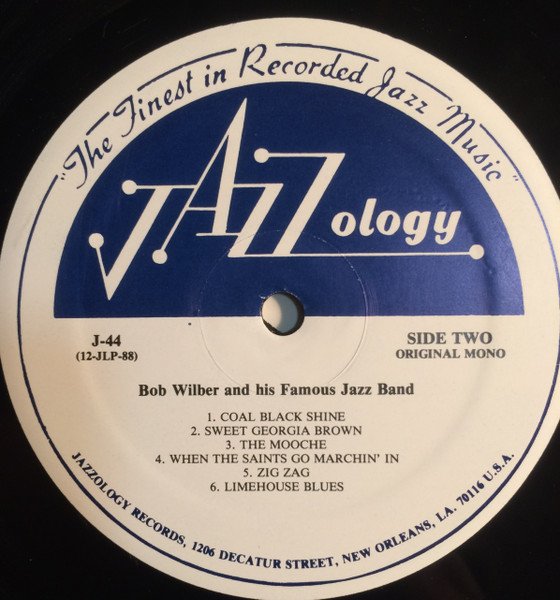 "The Finest in Recorded Jazz Music"
JAZZology
J-44
(12-JLP-88)
SIDE TWO
ORIGINAL MONO
Bob Wilber and his Famous Jazz Band
1. COAL BLACK SHINE
2. SWEET GEORGIA BROWN
3. THE MOOCHE
4. WHEN THE SAINTS GO MARCHIN' IN
5. ZIG ZAG
6. LIMEHOUSE BLUES
JAZZOLOGY RECORDS, 1206 DECATUR STREET, NEW ORLEANS, LA. 70116 U.S.A.